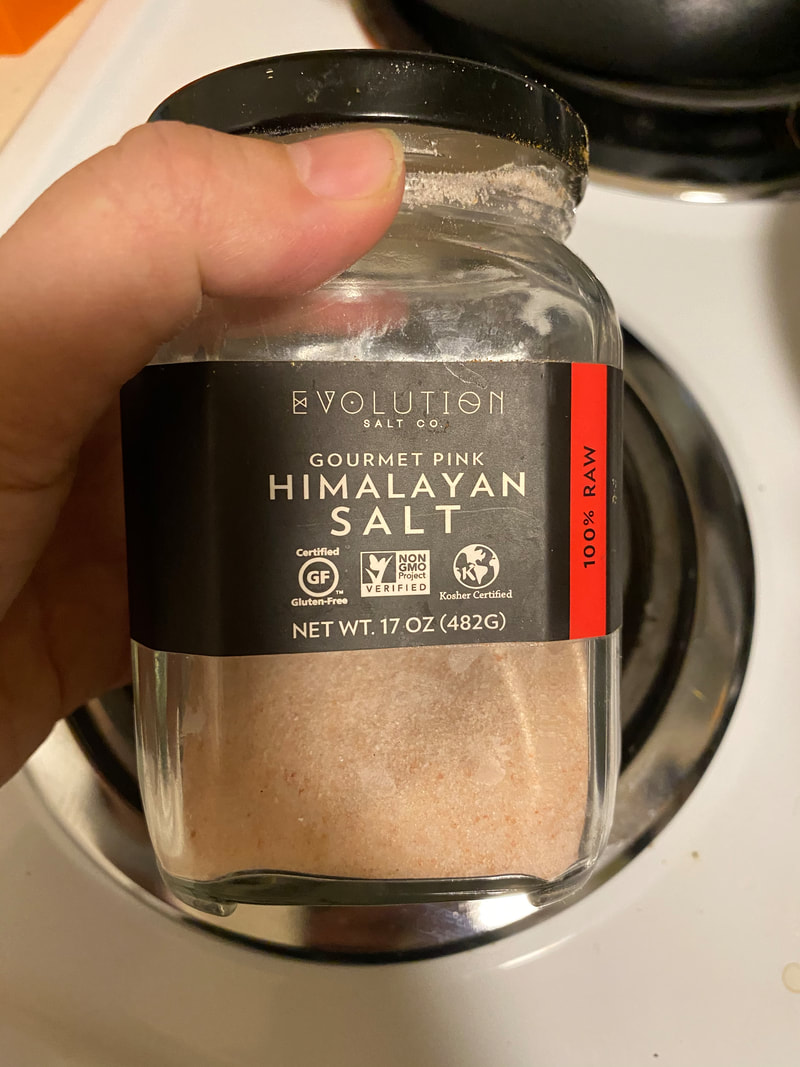 EVOLUTION
SALT CO.
GOURMET PINK
HIMALAYAN
SALT
Certified
GF
TM
Gluten-Free
NON
GMO
Project
VERIFIED
K
Kosher Certified
NET WT. 17 OZ (482G)
100% RAW